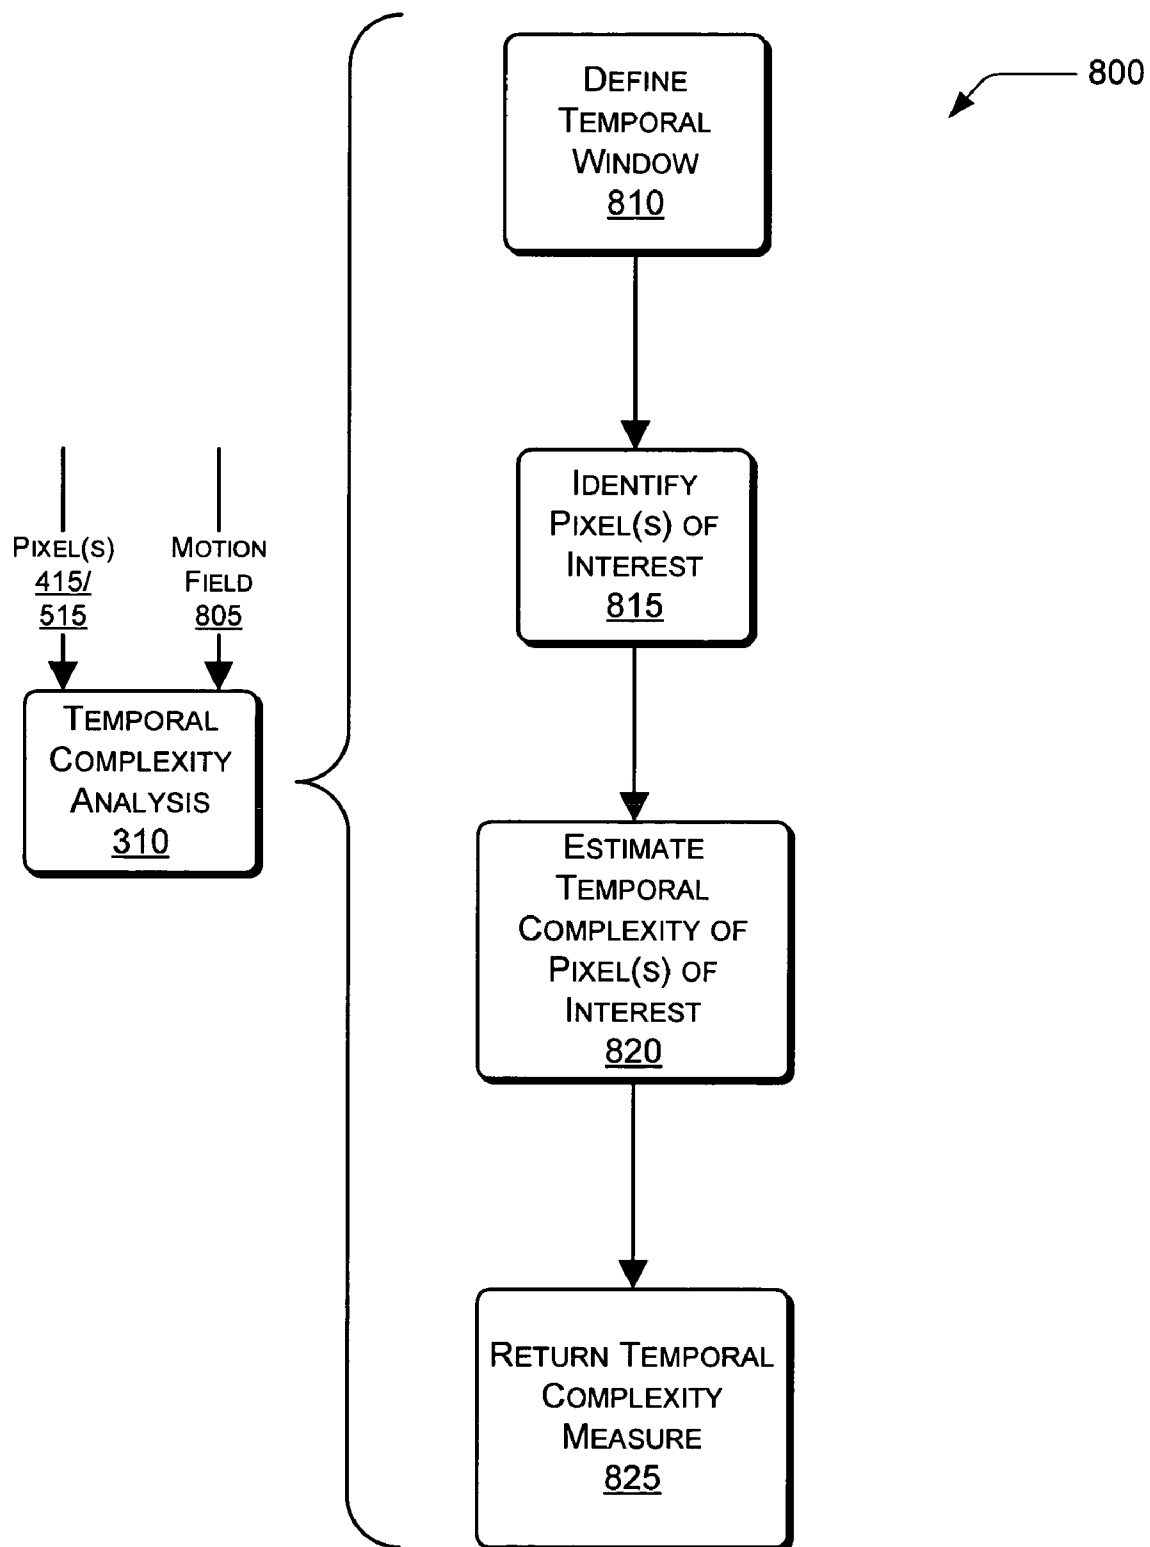 800
DEFINE
TEMPORAL
WINDOW
810
IDENTIFY
PIXEL(S) OF
INTEREST
815
PIXEL(S)
415/
515
MOTION
FIELD
805
TEMPORAL
COMPLEXITY
ANALYSIS
310
ESTIMATE
TEMPORAL
COMPLEXITY OF
PIXEL(S) OF
INTEREST
820
RETURN TEMPORAL
COMPLEXITY
MEASURE
825